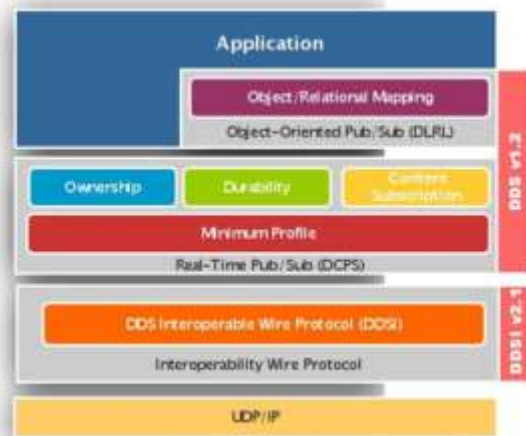 Application
Object/Relational Mapping
Object-Oriented Pub/Sub (DLRL)
DDS v1.2
Ownership
Durability
Content
Subscription
Minimum Profile
Real-Time Pub/Sub (DCPS)
DDS Interoperable Wire Protocol (DDSI)
Interoperability Wire Protocol
DDSI v2.1
UDP/IP